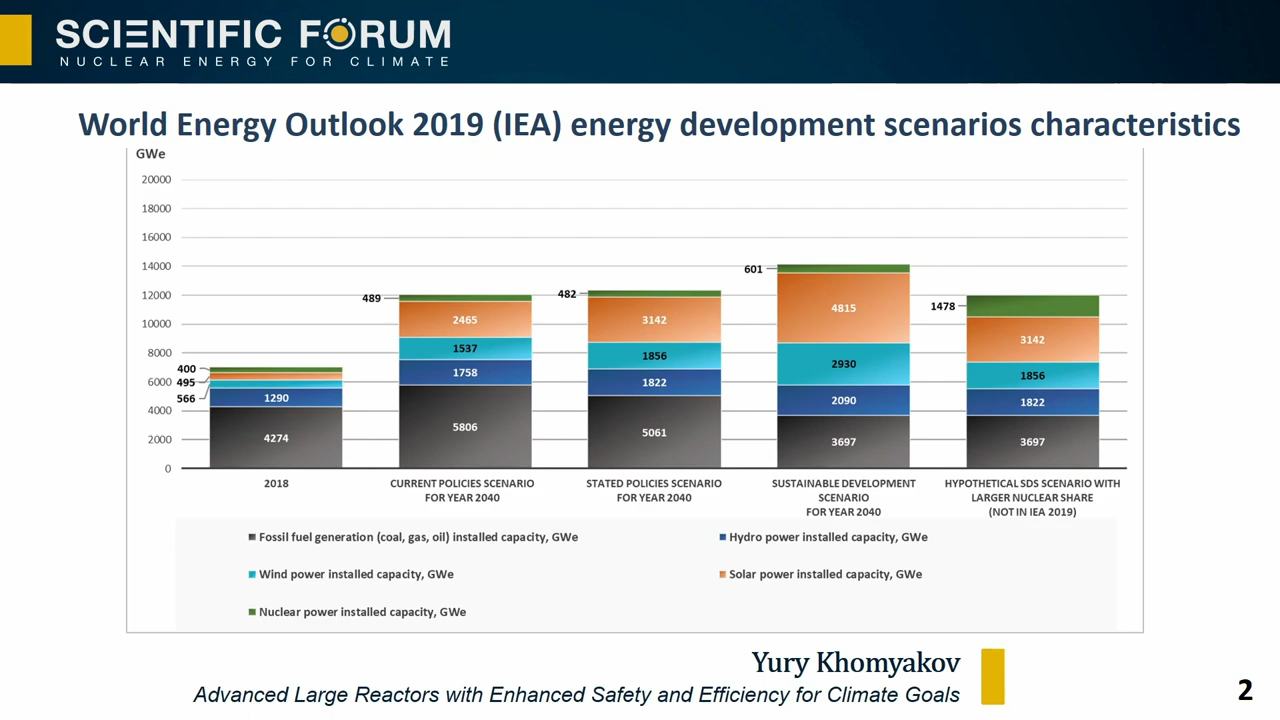 SCIENTIFIC FORUM
NUCLEAR ENERGY FOR CLIMATE
World Energy Outlook 2019 (IEA) energy development scenarios characteristics
GWe
20000
18000
16000
14000
12000
10000
8000
6000
4000
2000
0
400
495
566
1290
4274
489
2465
1537
1758
5806
482
3142
1856
1822
5061
601
4815
2930
2090
3697
1478
3142
1856
1822
3697
2018
CURRENT POLICIES SCENARIO
FOR YEAR 2040
STATED POLICIES SCENARIO
FOR YEAR 2040
SUSTAINABLE DEVELOPMENT
SCENARIO
FOR YEAR 2040
HYPOTHETICAL SDS SCENARIO WITH
LARGER NUCLEAR SHARE
(NOT IN IEA 2019)
Fossil fuel generation (coal, gas, oil) installed capacity, GWe
Hydro power installed capacity, GWe
Wind power installed capacity, GWe
Solar power installed capacity, GWe
Nuclear power installed capacity, GWe
Yury Khomyakov
Advanced Large Reactors with Enhanced Safety and Efficiency for Climate Goals
2